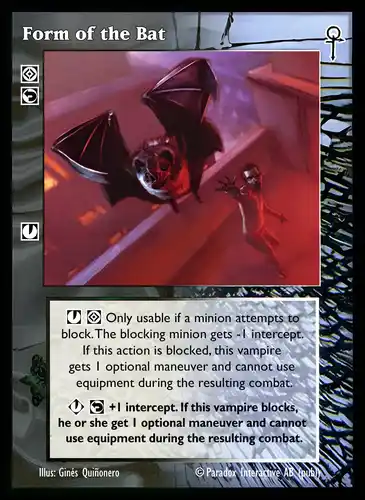 Form of the Bat
Only usable if a minion attempts to
block. The blocking minion gets -1 intercept.
If this action is blocked, this vampire
gets 1 optional maneuver and cannot use
equipment during the resulting combat.
+1 intercept. If this vampire blocks,
he or she get 1 optional maneuver and cannot
use equipment during the resulting combat.
Illus: Ginés Quiñonero
© Paradox Interactive AB (publ)